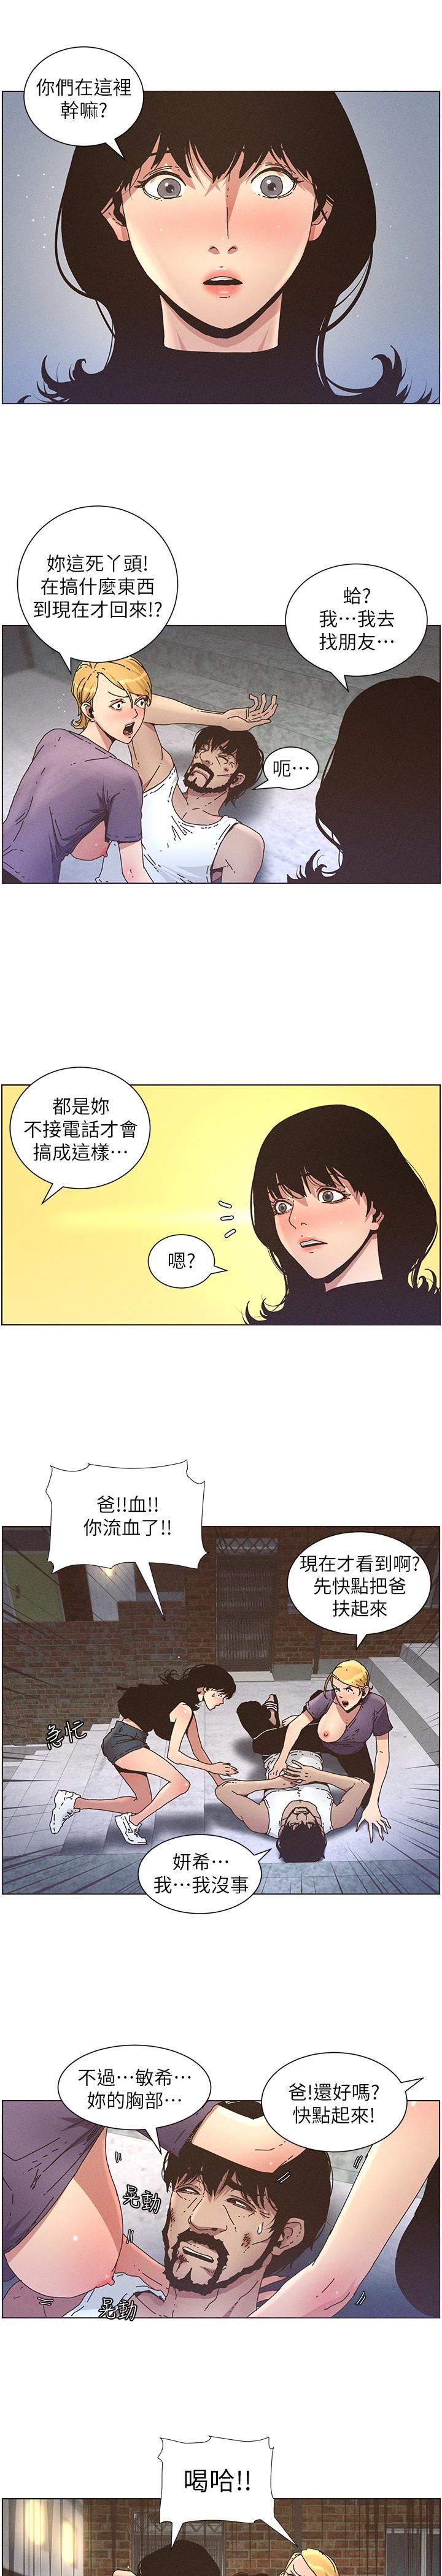 你們在這裡
幹嘛?
妳這死丫頭!
在搞什麼東西
到現在才回來!?
蛤?
我…我去
找朋友…
呃…
都是妳
不接電話才會
搞成這樣…
嗯?
爸!!血!!
你流血了!!
現在才看到啊?
先快點把爸
扶起來
急忙
妍希…
我…我沒事
不過…敏希…
妳的胸部…
爸!還好嗎?
快點起來!
晃動
晃動
喝哈!!